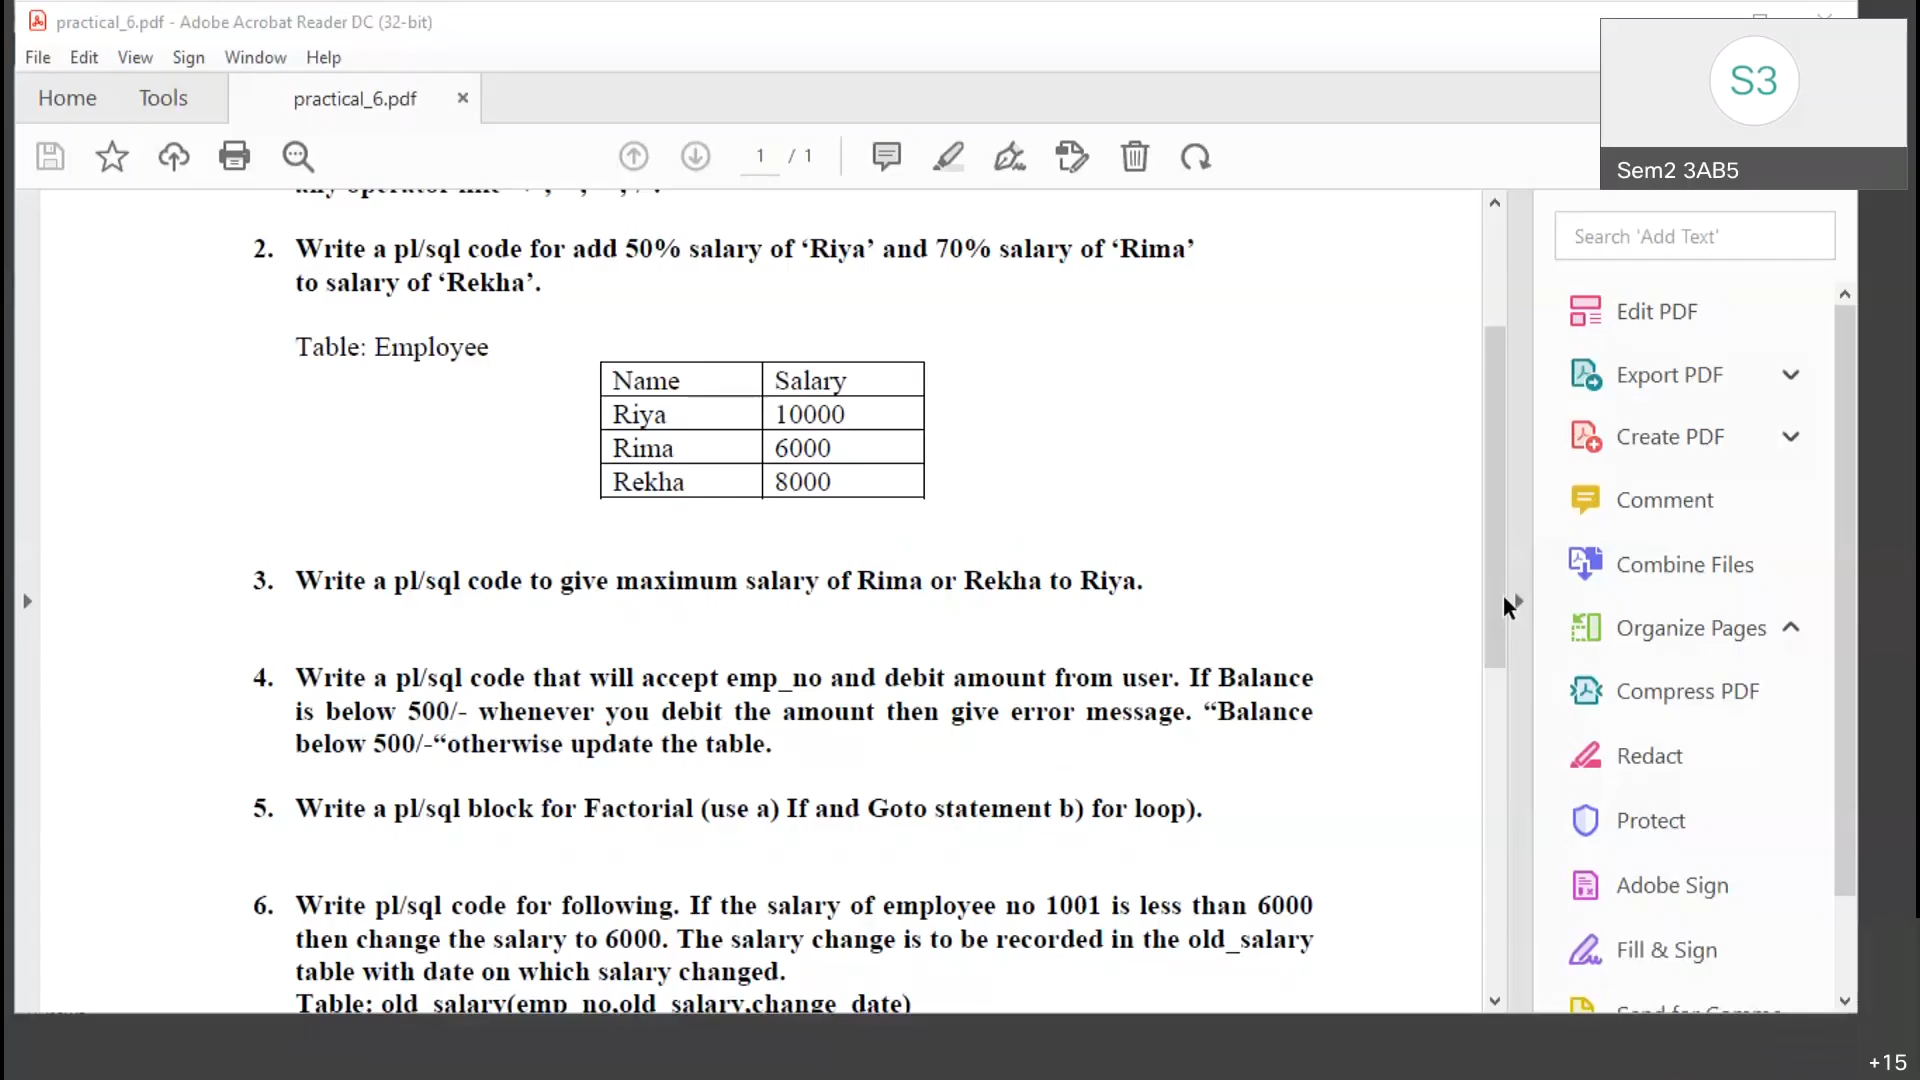 practical_6.pdf - Adobe Acrobat Reader DC (32-bit)
File Edit View Sign Window Help
Home Tools practical_6.pdf ×
1 / 1
S3
Sem2 3AB5
any operator
2. Write a pl/sql code for add 50% salary of ‘Riya’ and 70% salary of ‘Rima’
to salary of ‘Rekha’.
Table: Employee
Name Salary
Riya 10000
Rima 6000
Rekha 8000
3. Write a pl/sql code to give maximum salary of Rima or Rekha to Riya.
4. Write a pl/sql code that will accept emp_no and debit amount from user. If Balance
is below 500/- whenever you debit the amount then give error message. “Balance
below 500/-“otherwise update the table.
5. Write a pl/sql block for Factorial (use a) If and Goto statement b) for loop).
6. Write pl/sql code for following. If the salary of employee no 1001 is less than 6000
then change the salary to 6000. The salary change is to be recorded in the old_salary
table with date on which salary changed.
Table: old_salary(emp_no,old_salary,change_date)
Search 'Add Text'
Edit PDF
Export PDF
Create PDF
Comment
Combine Files
Organize Pages
Compress PDF
Redact
Protect
Adobe Sign
Fill & Sign
+15